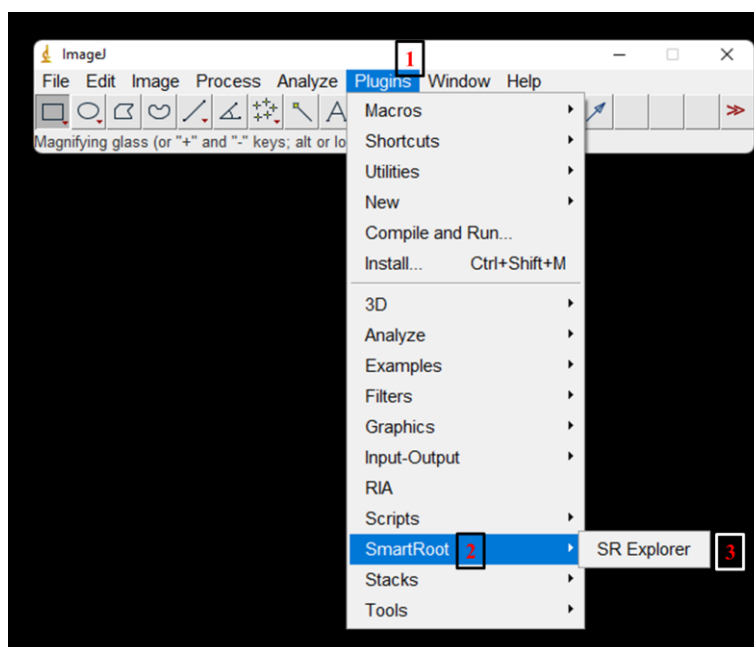 ImageJ
1
File Edit Image Process Analyze Plugins Window Help
A
Magnifying glass (or "+" and "-" keys; alt or lo
Macros
Shortcuts
Utilities
New
Compile and Run...
Install... Ctrl+Shift+M
3D
Analyze
Examples
Filters
Graphics
Input-Output
RIA
Scripts
SmartRoot 2 SR Explorer 3
Stacks
Tools